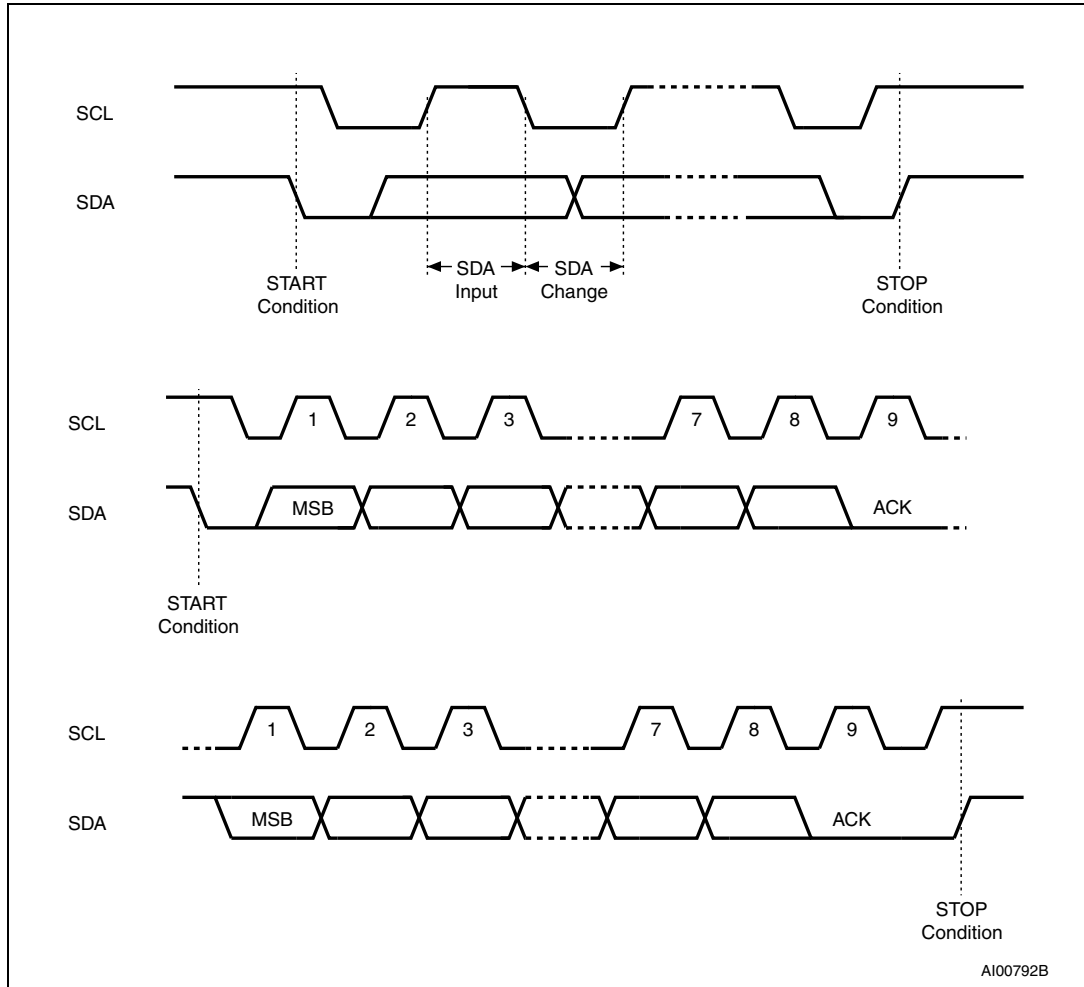 SCL
SDA
SDA
Input
SDA
Change
START
Condition
STOP
Condition
SCL
1 2 3 7 8 9
SDA
MSB ACK
START
Condition
SCL
1 2 3 7 8 9
SDA
MSB ACK
STOP
Condition
AI00792B